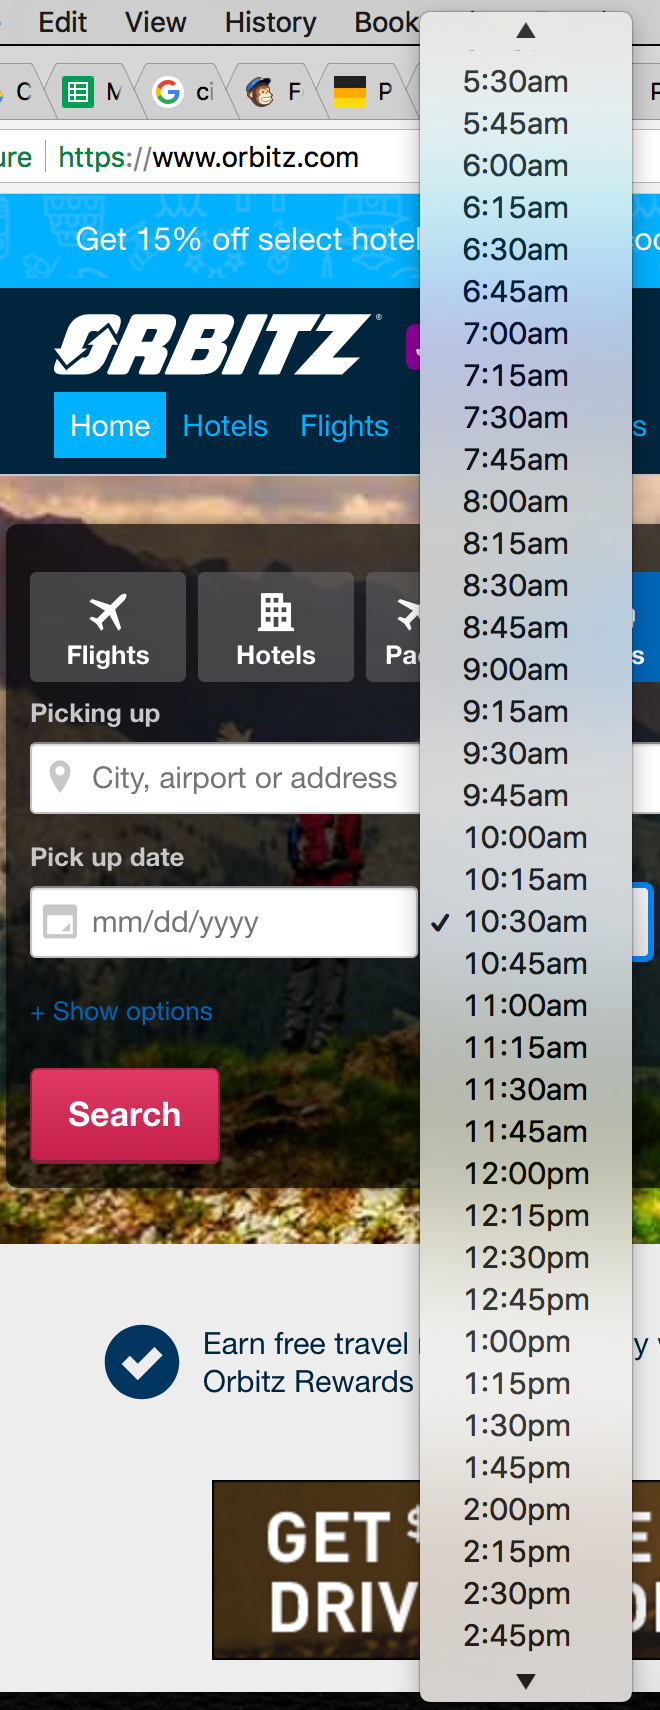 Edit View History Book
C M ci F P P
ure https://www.orbitz.com
Get 15% off select hotel
ORBITZ
Home Hotels Flights s
Flights Hotels Pac s
Picking up
City, airport or address
Pick up date
mm/dd/yyyy
+ Show options
Search
5:30am
5:45am
6:00am
6:15am
6:30am
6:45am
7:00am
7:15am
7:30am
7:45am
8:00am
8:15am
8:30am
8:45am
9:00am
9:15am
9:30am
9:45am
10:00am
10:15am
✓ 10:30am
10:45am
11:00am
11:15am
11:30am
11:45am
12:00pm
12:15pm
12:30pm
12:45pm
1:00pm
1:15pm
1:30pm
1:45pm
2:00pm
2:15pm
2:30pm
2:45pm
Earn free travel
Orbitz Rewards
GET $
DRIV